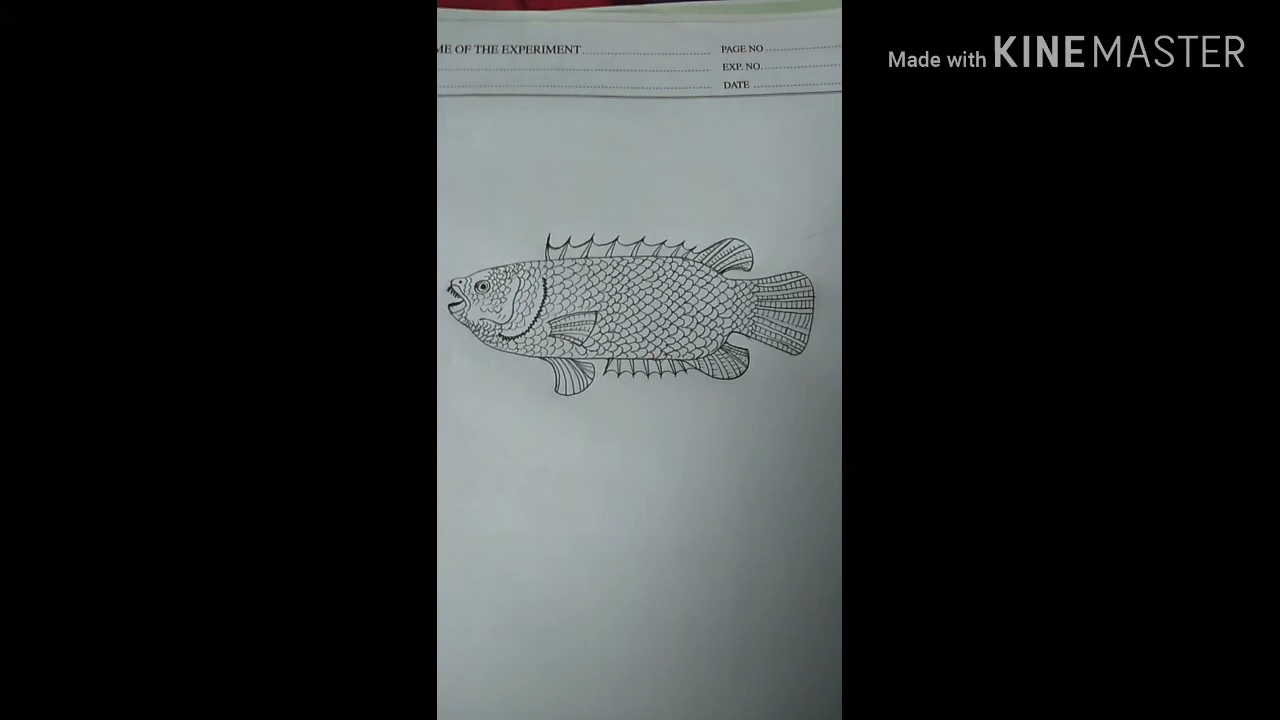 ME OF THE EXPERIMENT
PAGE NO
EXP. NO.
DATE
Made with KINEMASTER